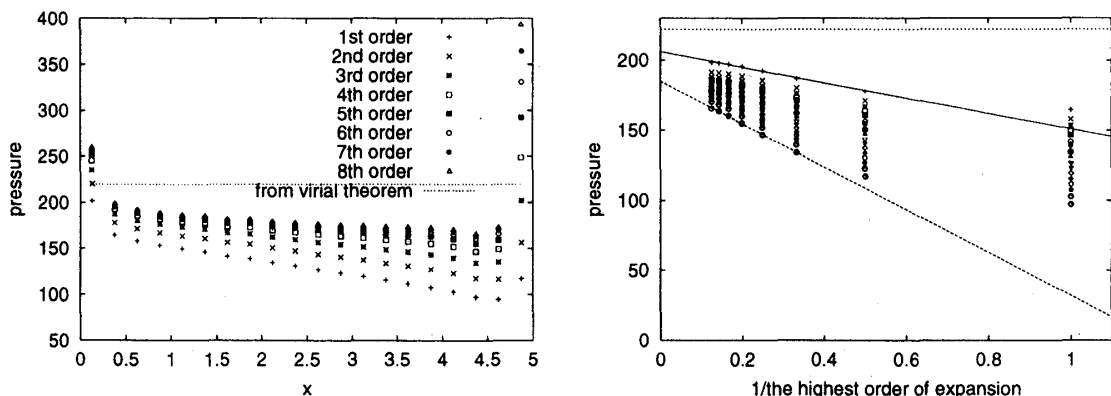 400
350
300
250
200
150
100
50
pressure
1st order
2nd order
3rd order
4th order
5th order
6th order
7th order
8th order
from virial theorem
0 0.5 1 1.5 2 2.5 3 3.5 4 4.5 5
x
200
150
100
50
0
pressure
0 0.2 0.4 0.6 0.8 1
1/the highest order of expansion